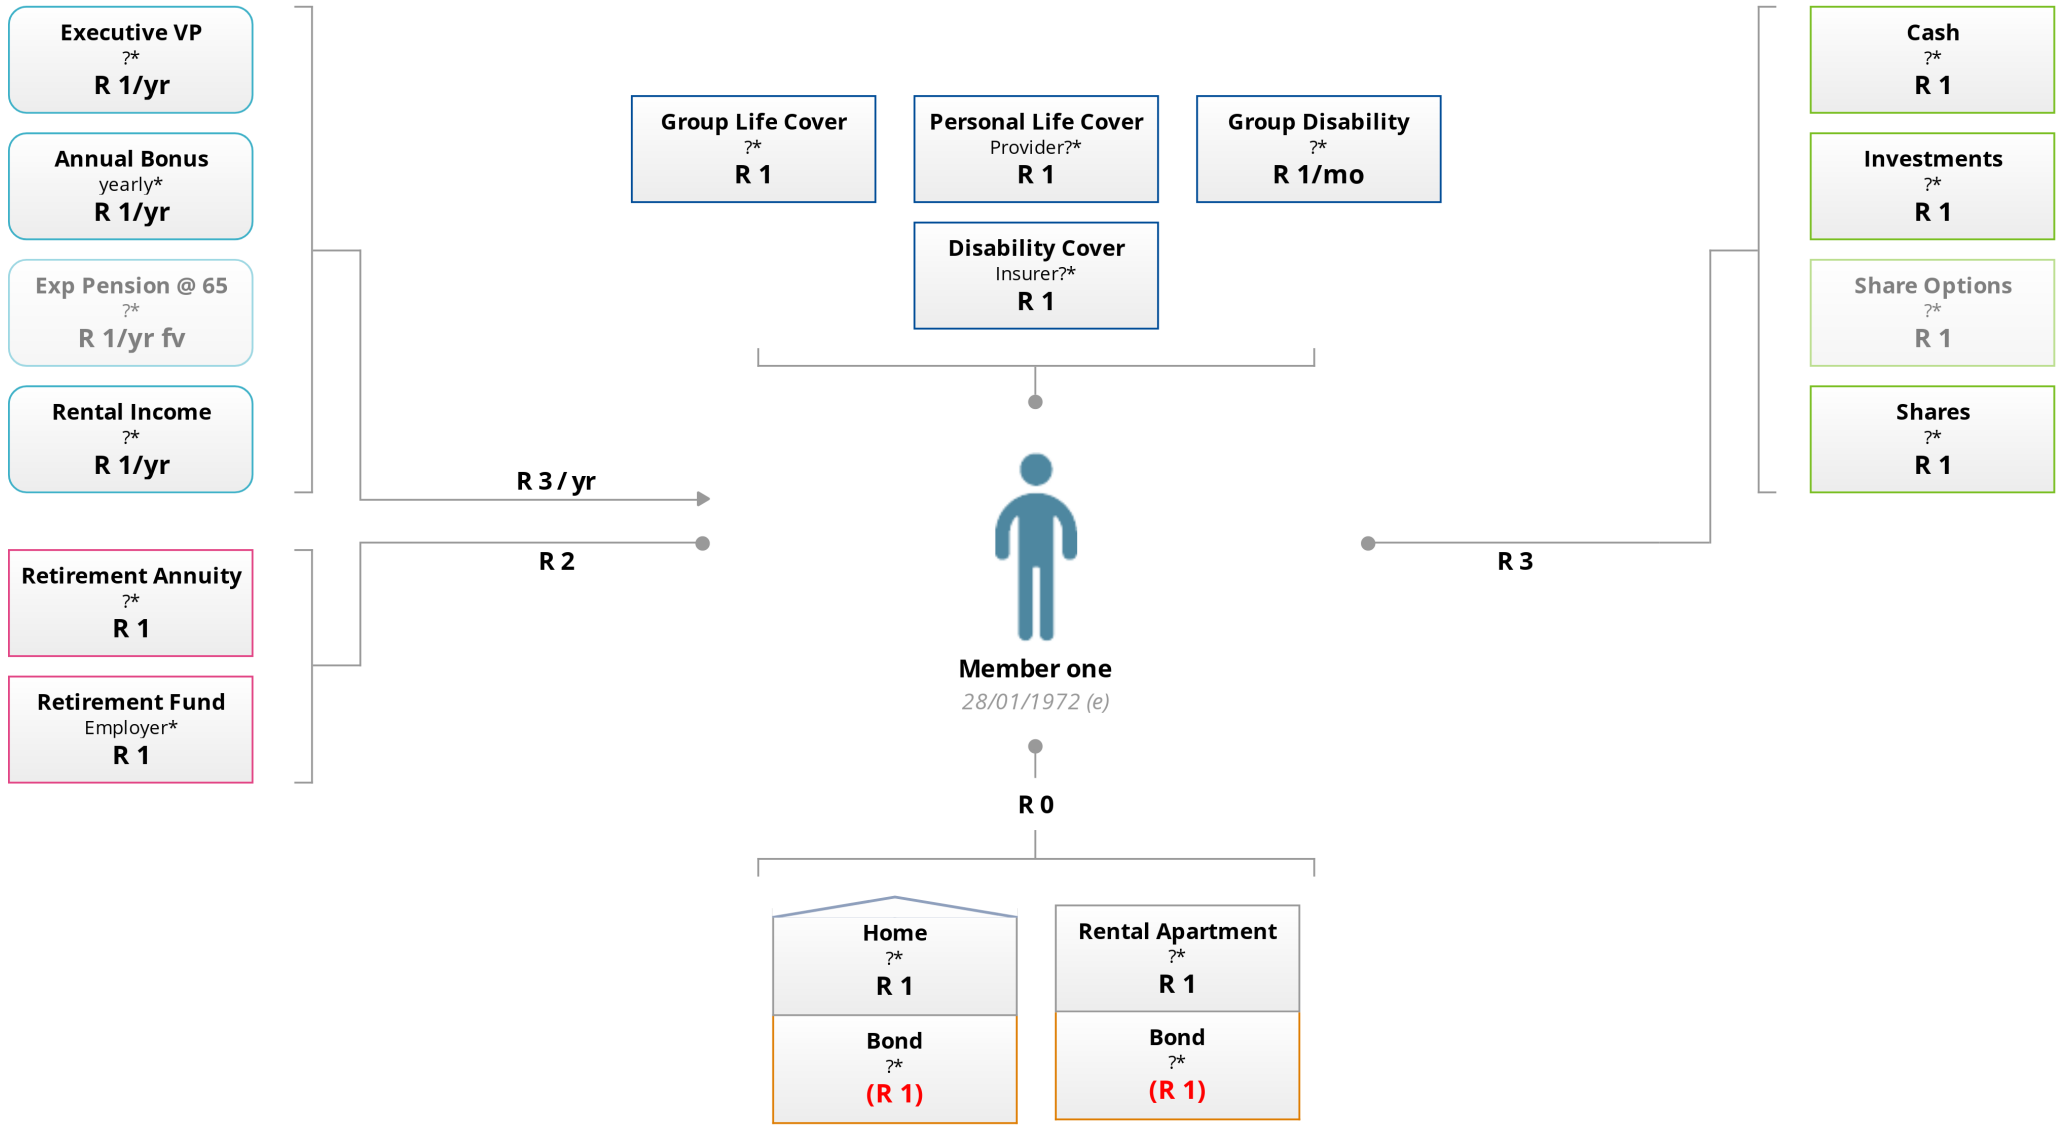 Executive VP
?*
R 1/yr
Annual Bonus
yearly*
R 1/yr
Exp Pension @ 65
?*
R 1/yr fv
Rental Income
?*
R 1/yr
Retirement Annuity
?*
R 1
Retirement Fund
Employer*
R 1
R 3 / yr
R 2
Group Life Cover
?*
R 1
Personal Life Cover
Provider?*
R 1
Group Disability
?*
R 1/mo
Disability Cover
Insurer?*
R 1
Member one
28/01/1972 (e)
R 0
Home
?*
R 1
Bond
?*
(R 1)
Rental Apartment
?*
R 1
Bond
?*
(R 1)
R 3
Cash
?*
R 1
Investments
?*
R 1
Share Options
?*
R 1
Shares
?*
R 1